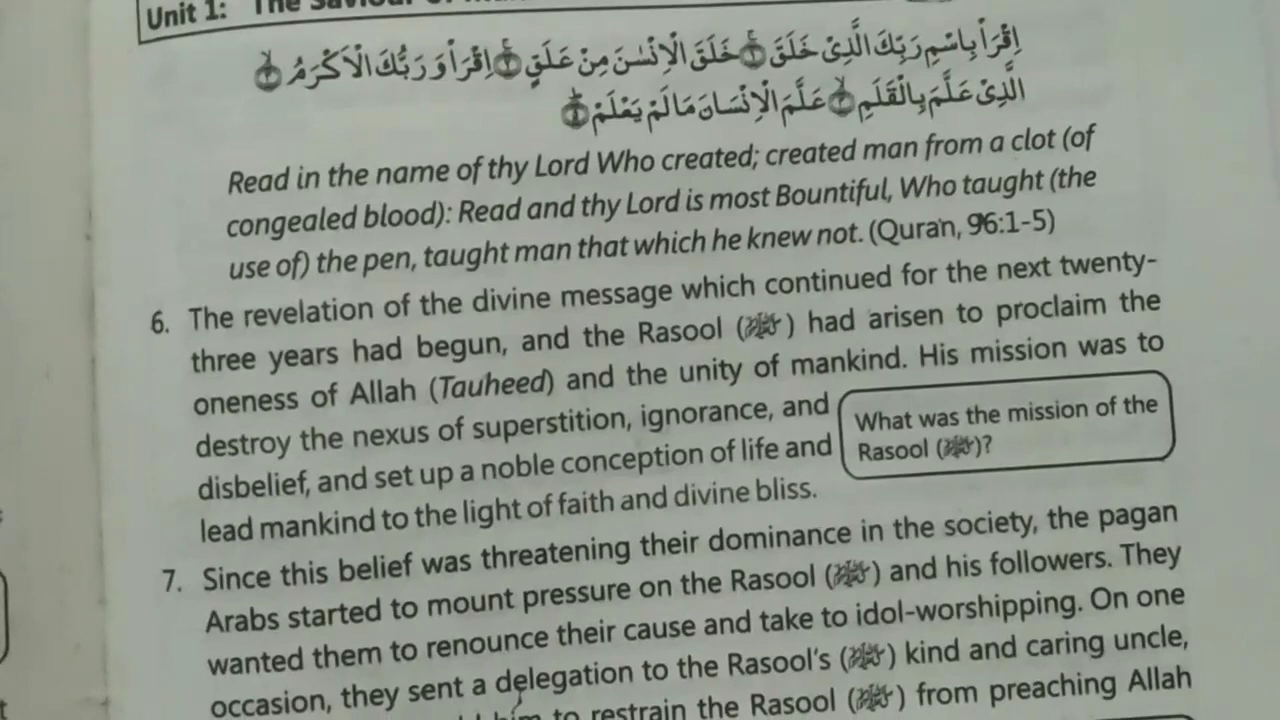 Unit 1: The Saviour of
اِقْرَاْ بِاسْمِ رَبِّكَ الَّذِىْ خَلَقَ ۚ﴿۱﴾ خَلَقَ الْاِنْسٰنَ مِنْ عَلَقٍ ۚ﴿۲﴾ اِقْرَاْ وَ رَبُّكَ الْاَكْرَمُ ۙ﴿۳﴾
الَّذِىْ عَلَّمَ بِالْقَلَمِ ۙ﴿۴﴾ عَلَّمَ الْاِنْسَانَ مَا لَمْ يَعْلَمْ ؕ﴿۵﴾
Read in the name of thy Lord Who created; created man from a clot (of
congealed blood): Read and thy Lord is most Bountiful, Who taught (the
use of) the pen, taught man that which he knew not. (Quran, 96:1-5)
6. The revelation of the divine message which continued for the next twenty-
three years had begun, and the Rasool (ﷺ) had arisen to proclaim the
oneness of Allah (Tauheed) and the unity of mankind. His mission was to
destroy the nexus of superstition, ignorance, and
disbelief, and set up a noble conception of life and
lead mankind to the light of faith and divine bliss.
What was the mission of the
Rasool (ﷺ)?
7. Since this belief was threatening their dominance in the society, the pagan
Arabs started to mount pressure on the Rasool (ﷺ) and his followers. They
wanted them to renounce their cause and take to idol-worshipping. On one
occasion, they sent a delegation to the Rasool's (ﷺ) kind and caring uncle,
him to restrain the Rasool (ﷺ) from preaching Allah